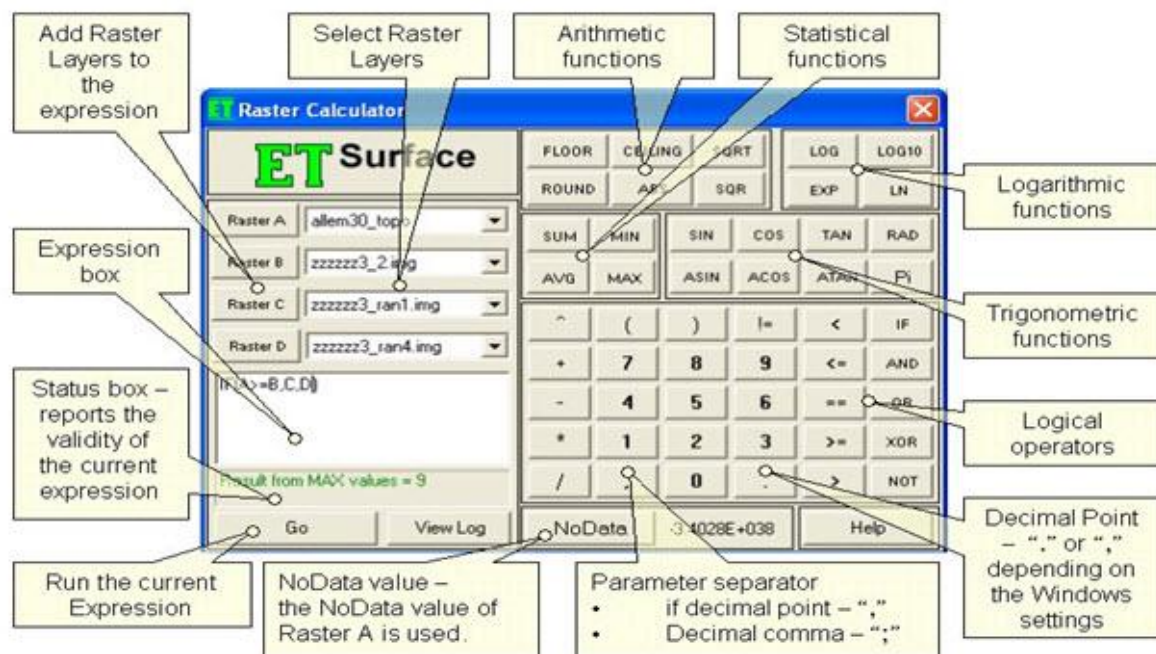 Add Raster
Layers to
the
expression
Select Raster
Layers
Arithmetic
functions
Statistical
functions
ET Raster Calculator
ET Surface
FLOOR CEILING SQRT
ROUND ABS SQR
LOG LOG10
EXP LN
Logarithmic
functions
Raster A allem30_topo
Raster B zzzzzz3_2.img
Raster C zzzzzz3_ran1.img
Raster D zzzzzz3_ran4.img
Expression
box
SUM MIN
AVG MAX
SIN COS TAN RAD
ASIN ACOS ATAN Pi
Trigonometric
functions
^ ( ) != < IF
+ 7 8 9 <= AND
- 4 5 6 == OR
* 1 2 3 >= XOR
/ , 0 . > NOT
Logical
operators
IF(A>=B,C,D)
Status box –
reports the
validity of
the current
expression
Result from MAX values = 9
Go View Log NoData -3.4028E+038 Help
Run the current
Expression
NoData value –
the NoData value of
Raster A is used.
Parameter separator
• if decimal point – “,”
• Decimal comma – “;”
Decimal Point
– “.” or “,”
depending on
the Windows
settings